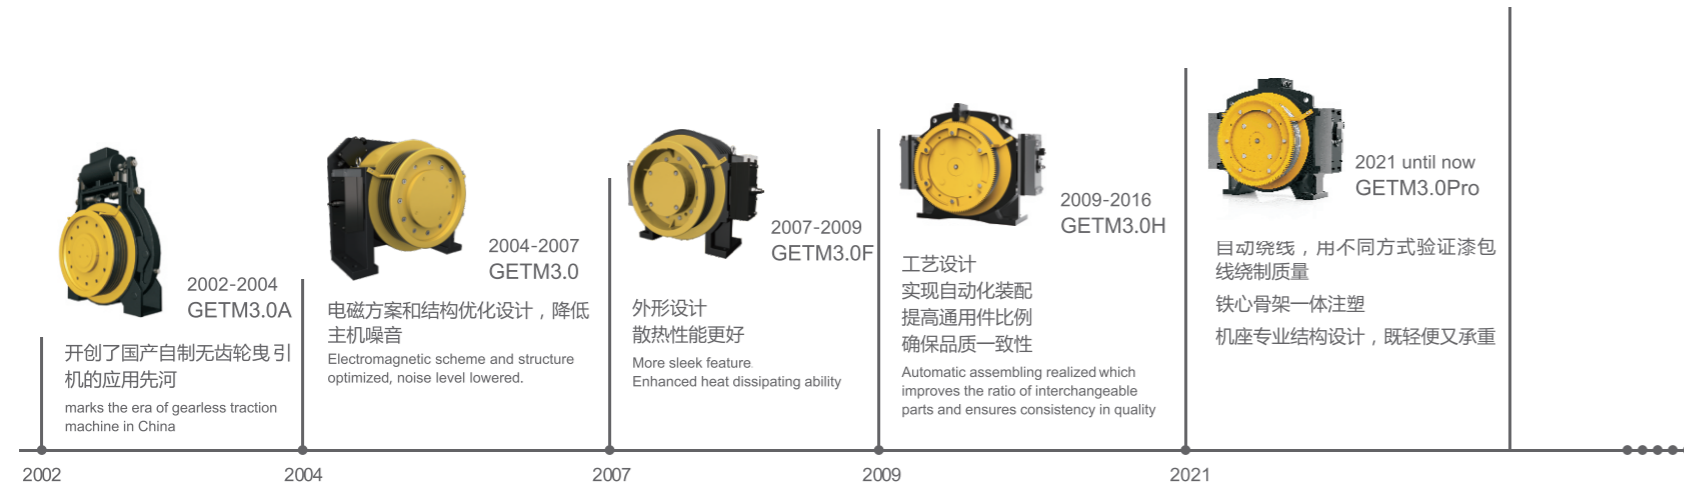 2002-2004
GETM3.0A
开创了国产自制无齿轮曳引
机的应用先河
marks the era of gearless traction
machine in China
2004-2007
GETM3.0
电磁方案和结构优化设计，降低
主机噪音
Electromagnetic scheme and structure
optimized, noise level lowered.
2007-2009
GETM3.0F
外形设计
散热性能更好
More sleek feature
Enhanced heat dissipating ability
2009-2016
GETM3.0H
工艺设计
实现自动化装配
提高通用件比例
确保品质一致性
Automatic assembling realized which
improves the ratio of interchangeable
parts and ensures consistency in quality
2021 until now
GETM3.0Pro
自动绕线，用不同方式验证漆包
线绕制质量
铁心骨架一体注塑
机座专业结构设计，既轻便又承重
2002
2004
2007
2009
2021